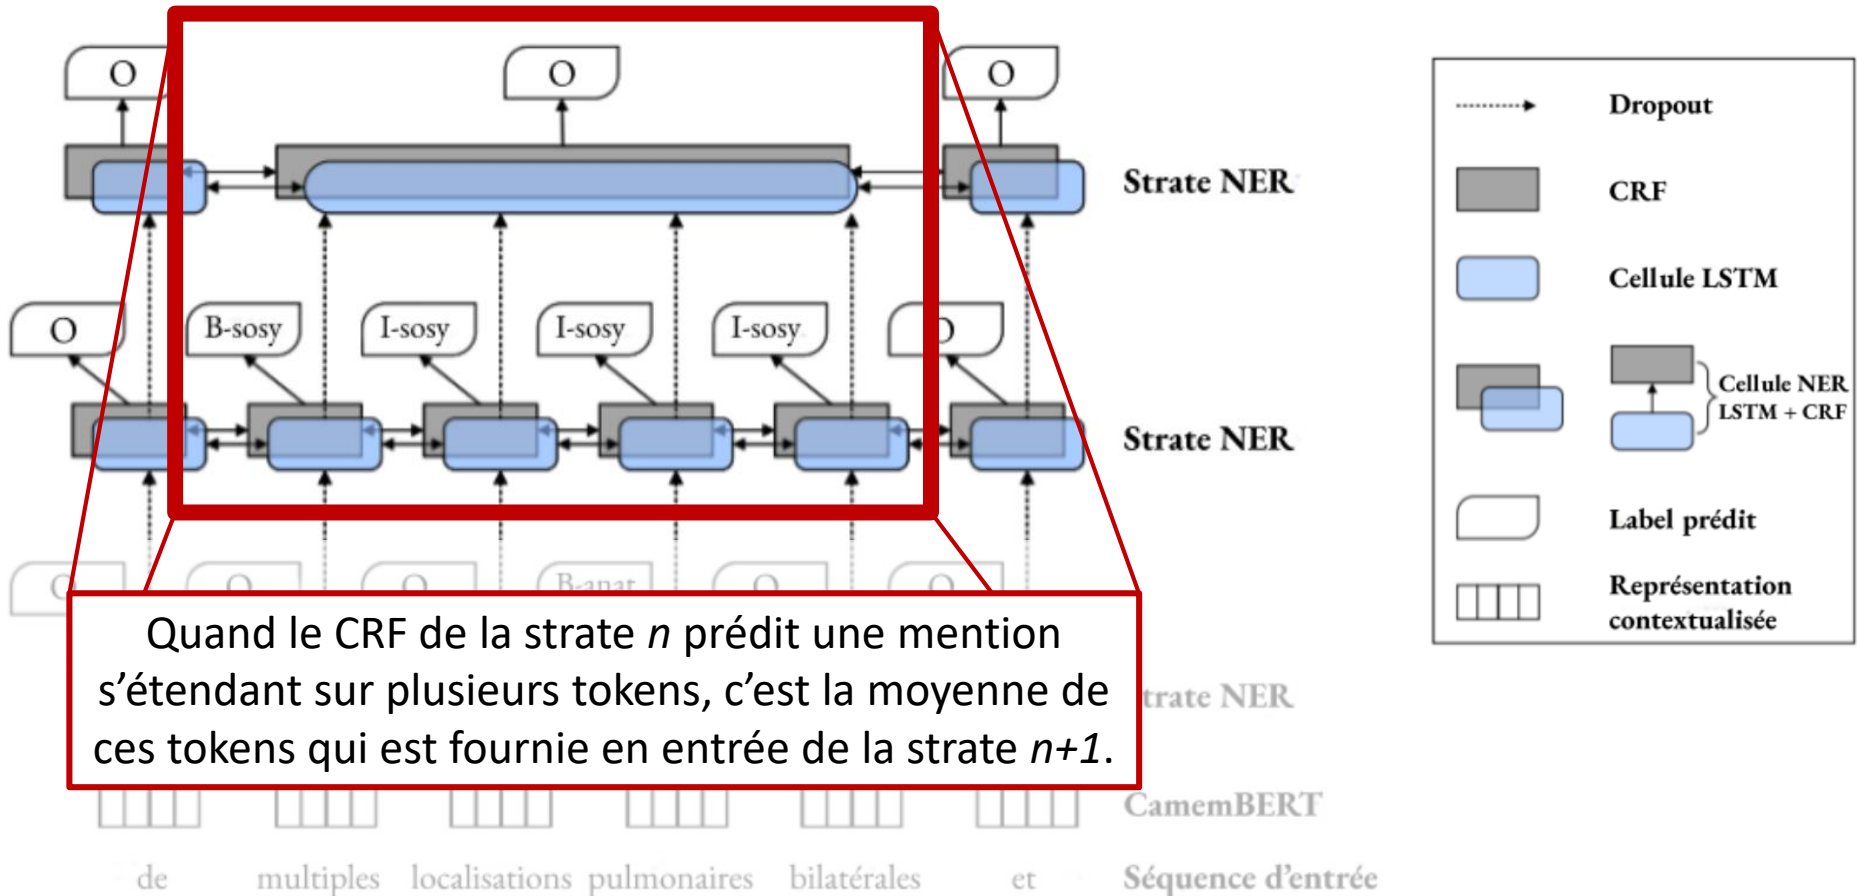 O O O
Strate NER
O B-sosy I-sosy I-sosy I-sosy
Strate NER
O O O B-anat O O
Quand le CRF de la strate n prédit une mention
s’étendant sur plusieurs tokens, c’est la moyenne de
ces tokens qui est fournie en entrée de la strate n+1.
trate NER
CamemBERT
de multiples localisations pulmonaires bilatérales et Séquence d'entrée
Dropout
CRF
Cellule LSTM
Cellule NER
LSTM + CRF
Label prédit
Représentation
contextualisée